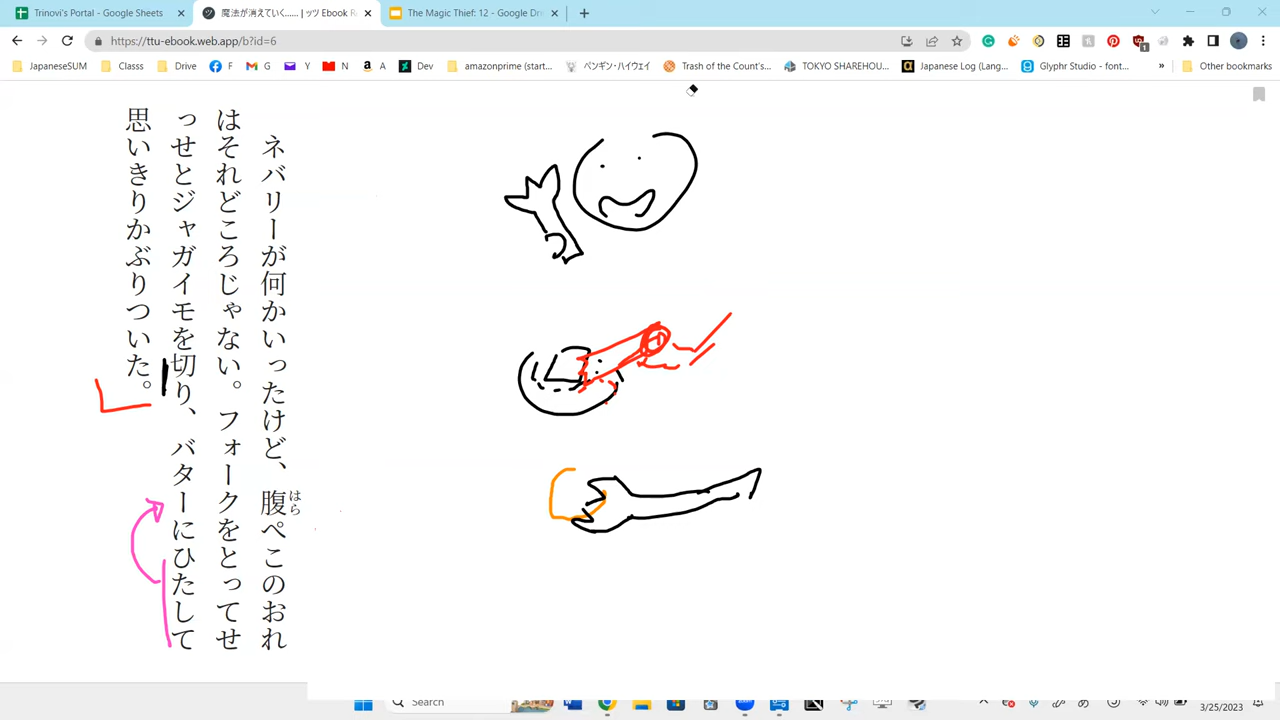 Trinovi's Portal - Google Sheets
魔法が消えていく...... | ッツ Ebook R
The Magic Thief: 12 - Google Dr
https://ttu-ebook.web.app/b?id=6
JapaneseSUM
Classs
Drive
F
G
Y
N
A
Dev
amazonprime (start...
ペンギン・ハイウェイ
Trash of the Count's...
TOKYO SHAREHOU...
Japanese Log (Lang...
Glyphr Studio - font...
»
Other bookmarks
ネバリーが何かいったけど、腹ぺこのおれ
はら
はそれどころじゃない。フォークをとってせ
っせとジャガイモを切り、バターにひたして
思いきりかぶりついた。
Search
3/25/2023